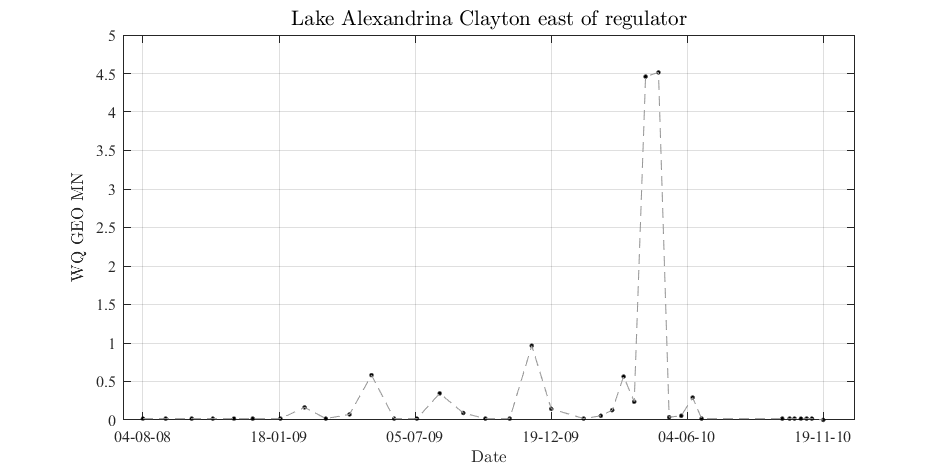 Lake Alexandrina Clayton east of regulator
5
4.5
4
3.5
3
2.5
2
1.5
1
0.5
0
WQ GEO MN
04-08-08 18-01-09 05-07-09 19-12-09 04-06-10 19-11-10
Date